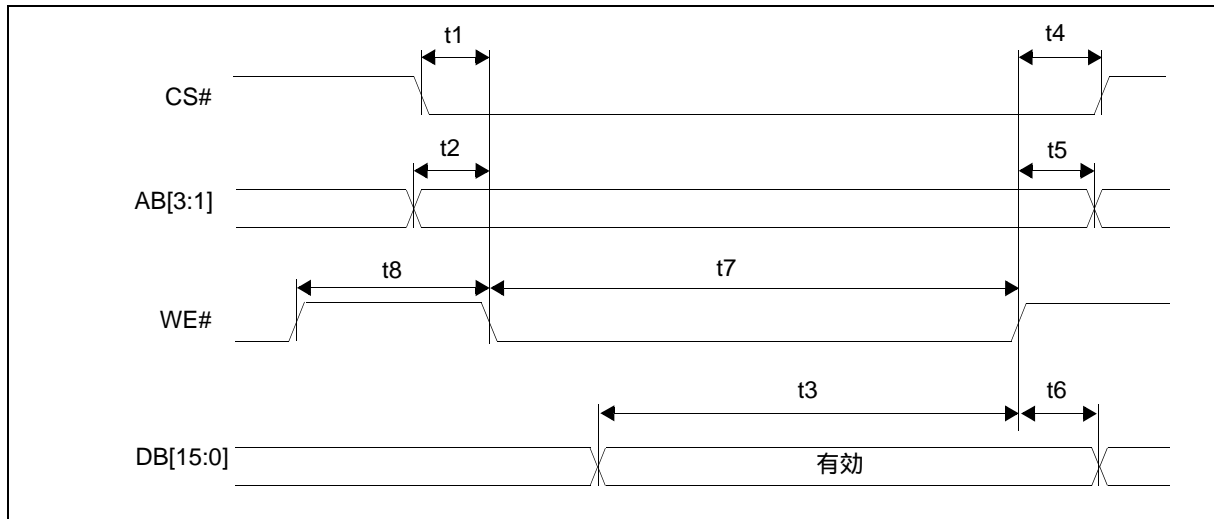 t1
t4
CS#
t2
t5
AB[3:1]
t8
t7
WE#
t3
t6
DB[15:0]
有効